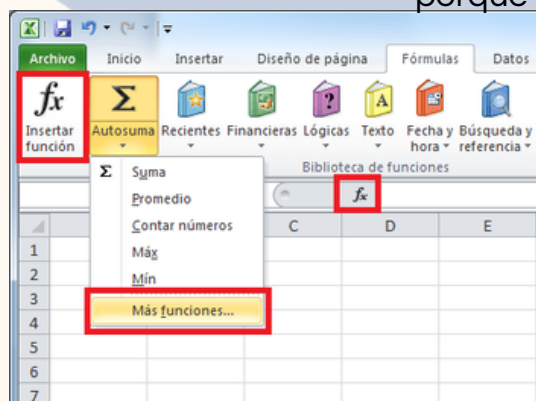 porque
Archivo Inicio Insertar Diseño de página Fórmulas Datos
fx Σ ? A
Insertar función Autosuma Recientes Financieras Lógicas Texto Fecha y hora Búsqueda y referencia
Biblioteca de funciones
Σ Suma
fx
Promedio
Contar números
C D E
Máx
1
Mín
2
Más funciones...
3
4
5
6
7